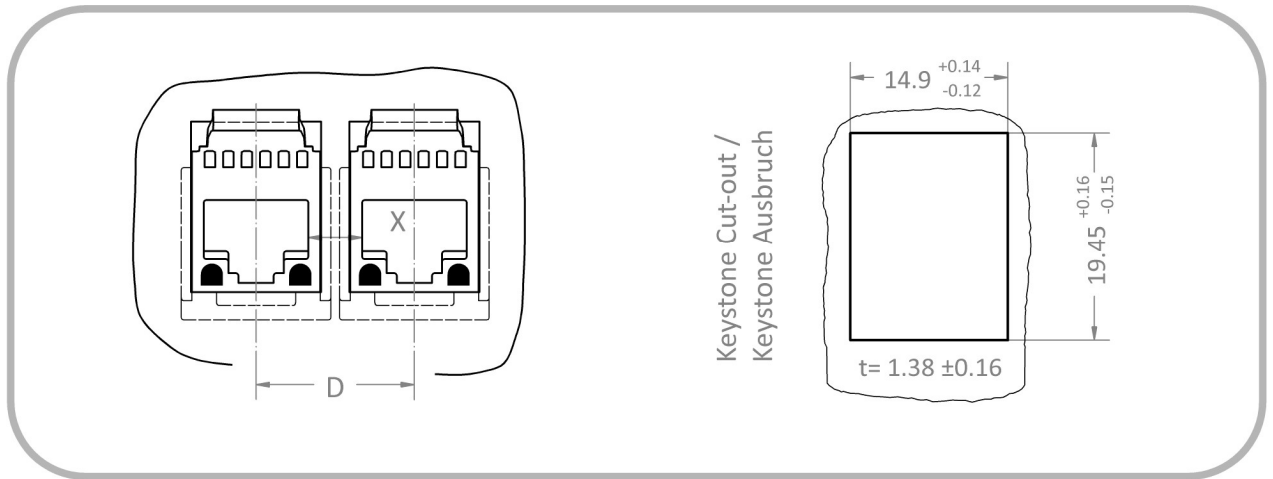 X
D
Keystone Cut-out /
Keystone Ausbruch
14.9 +0.14 -0.12
19.45 +0.16 -0.15
t= 1.38 ±0.16